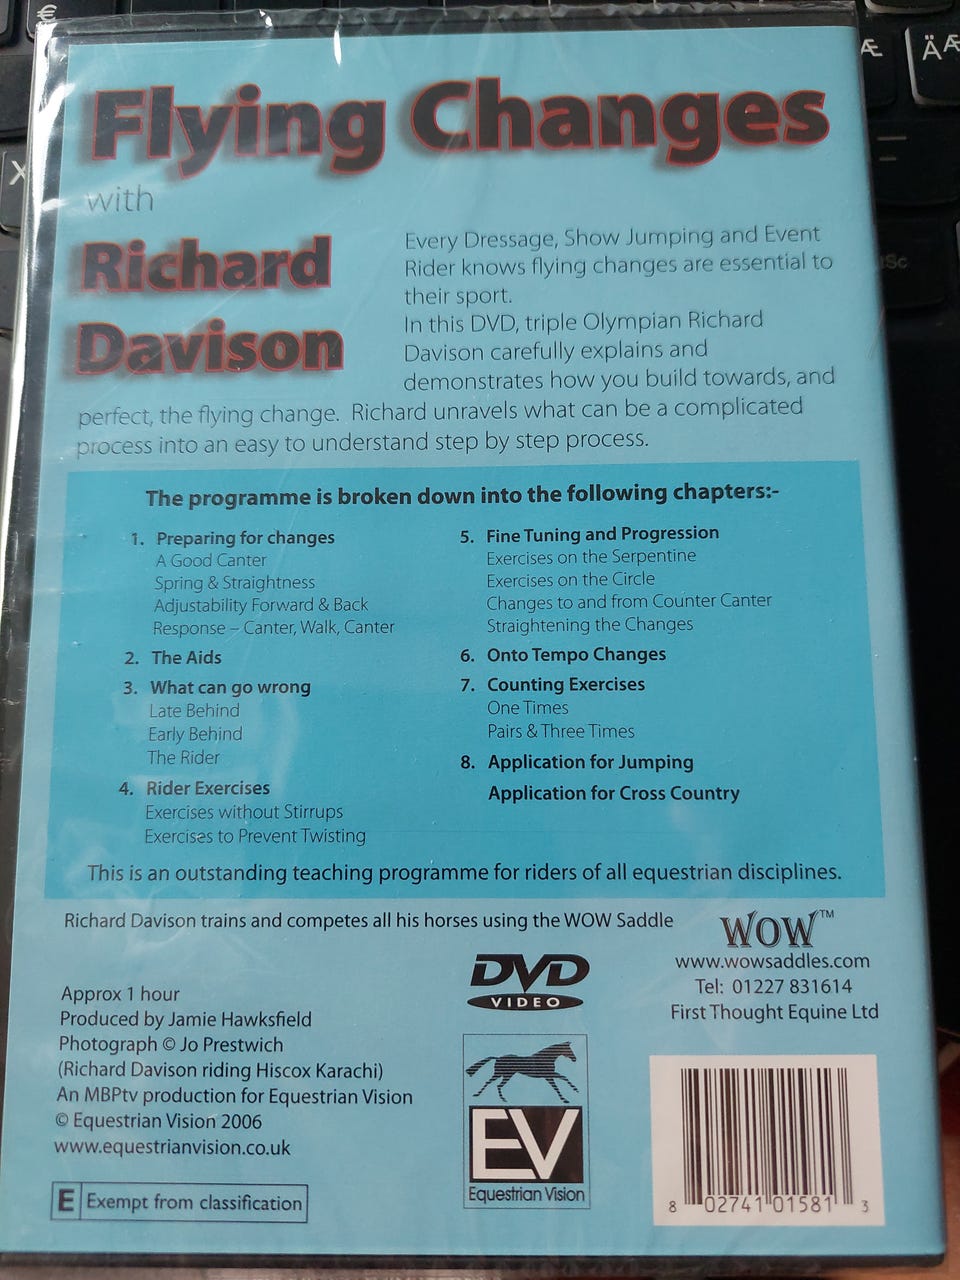 Flying Changes
with
Richard
Davison
Every Dressage, Show Jumping and Event
Rider knows flying changes are essential to
their sport.
In this DVD, triple Olympian Richard
Davison carefully explains and
demonstrates how you build towards, and
perfect, the flying change. Richard unravels what can be a complicated
process into an easy to understand step by step process.
The programme is broken down into the following chapters:-
1. Preparing for changes
A Good Canter
Spring & Straightness
Adjustability Forward & Back
Response – Canter, Walk, Canter
2. The Aids
3. What can go wrong
Late Behind
Early Behind
The Rider
4. Rider Exercises
Exercises without Stirrups
Exercises to Prevent Twisting
5. Fine Tuning and Progression
Exercises on the Serpentine
Exercises on the Circle
Changes to and from Counter Canter
Straightening the Changes
6. Onto Tempo Changes
7. Counting Exercises
One Times
Pairs & Three Times
8. Application for Jumping
Application for Cross Country
This is an outstanding teaching programme for riders of all equestrian disciplines.
Richard Davison trains and competes all his horses using the WOW Saddle
WOW™
www.wowsaddles.com
Tel: 01227 831614
First Thought Equine Ltd
DVD
VIDEO
Approx 1 hour
Produced by Jamie Hawksfield
Photograph © Jo Prestwich
(Richard Davison riding Hiscox Karachi)
An MBPtv production for Equestrian Vision
© Equestrian Vision 2006
www.equestrianvision.co.uk
E Exempt from classification
EV
Equestrian Vision
8 02741 01581 3
€
X
Æ
Ä Æ